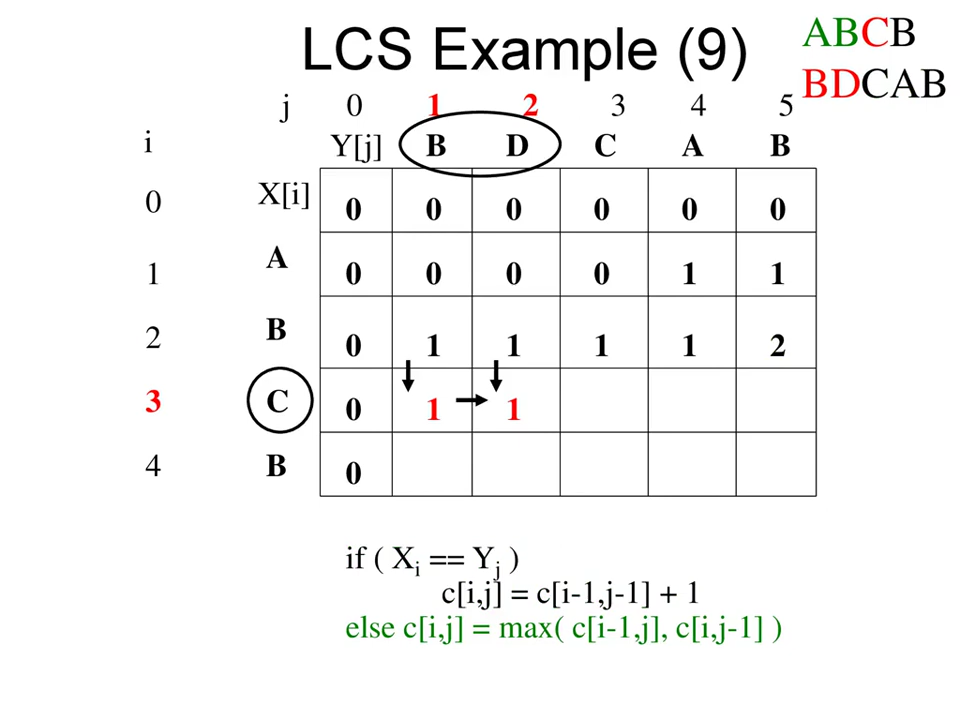 LCS Example (9)
ABCB
BDCAB
j 0 1 2 3 4 5
i Y[j] B D C A B
0 X[i] 0 0 0 0 0 0
1 A 0 0 0 0 1 1
2 B 0 1 1 1 1 2
3 C 0 1 1
4 B 0
if ( Xi == Yj )
c[i,j] = c[i-1,j-1] + 1
else c[i,j] = max( c[i-1,j], c[i,j-1] )